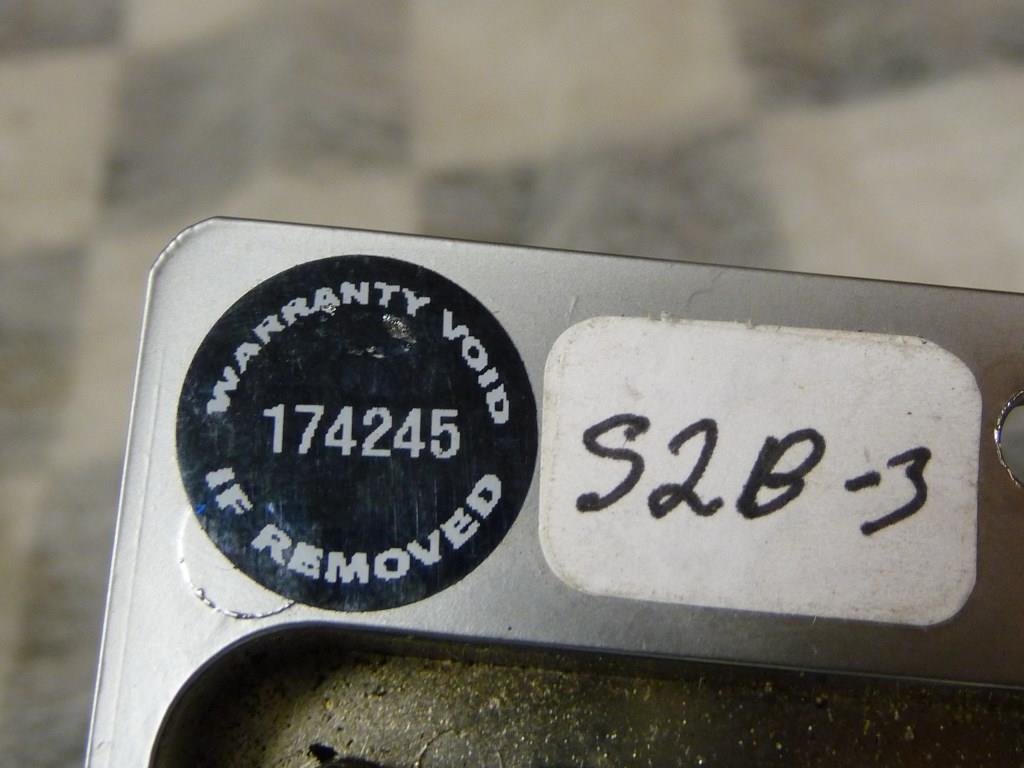 WARRANTY VOID
174245
IF REMOVED
S2B-3